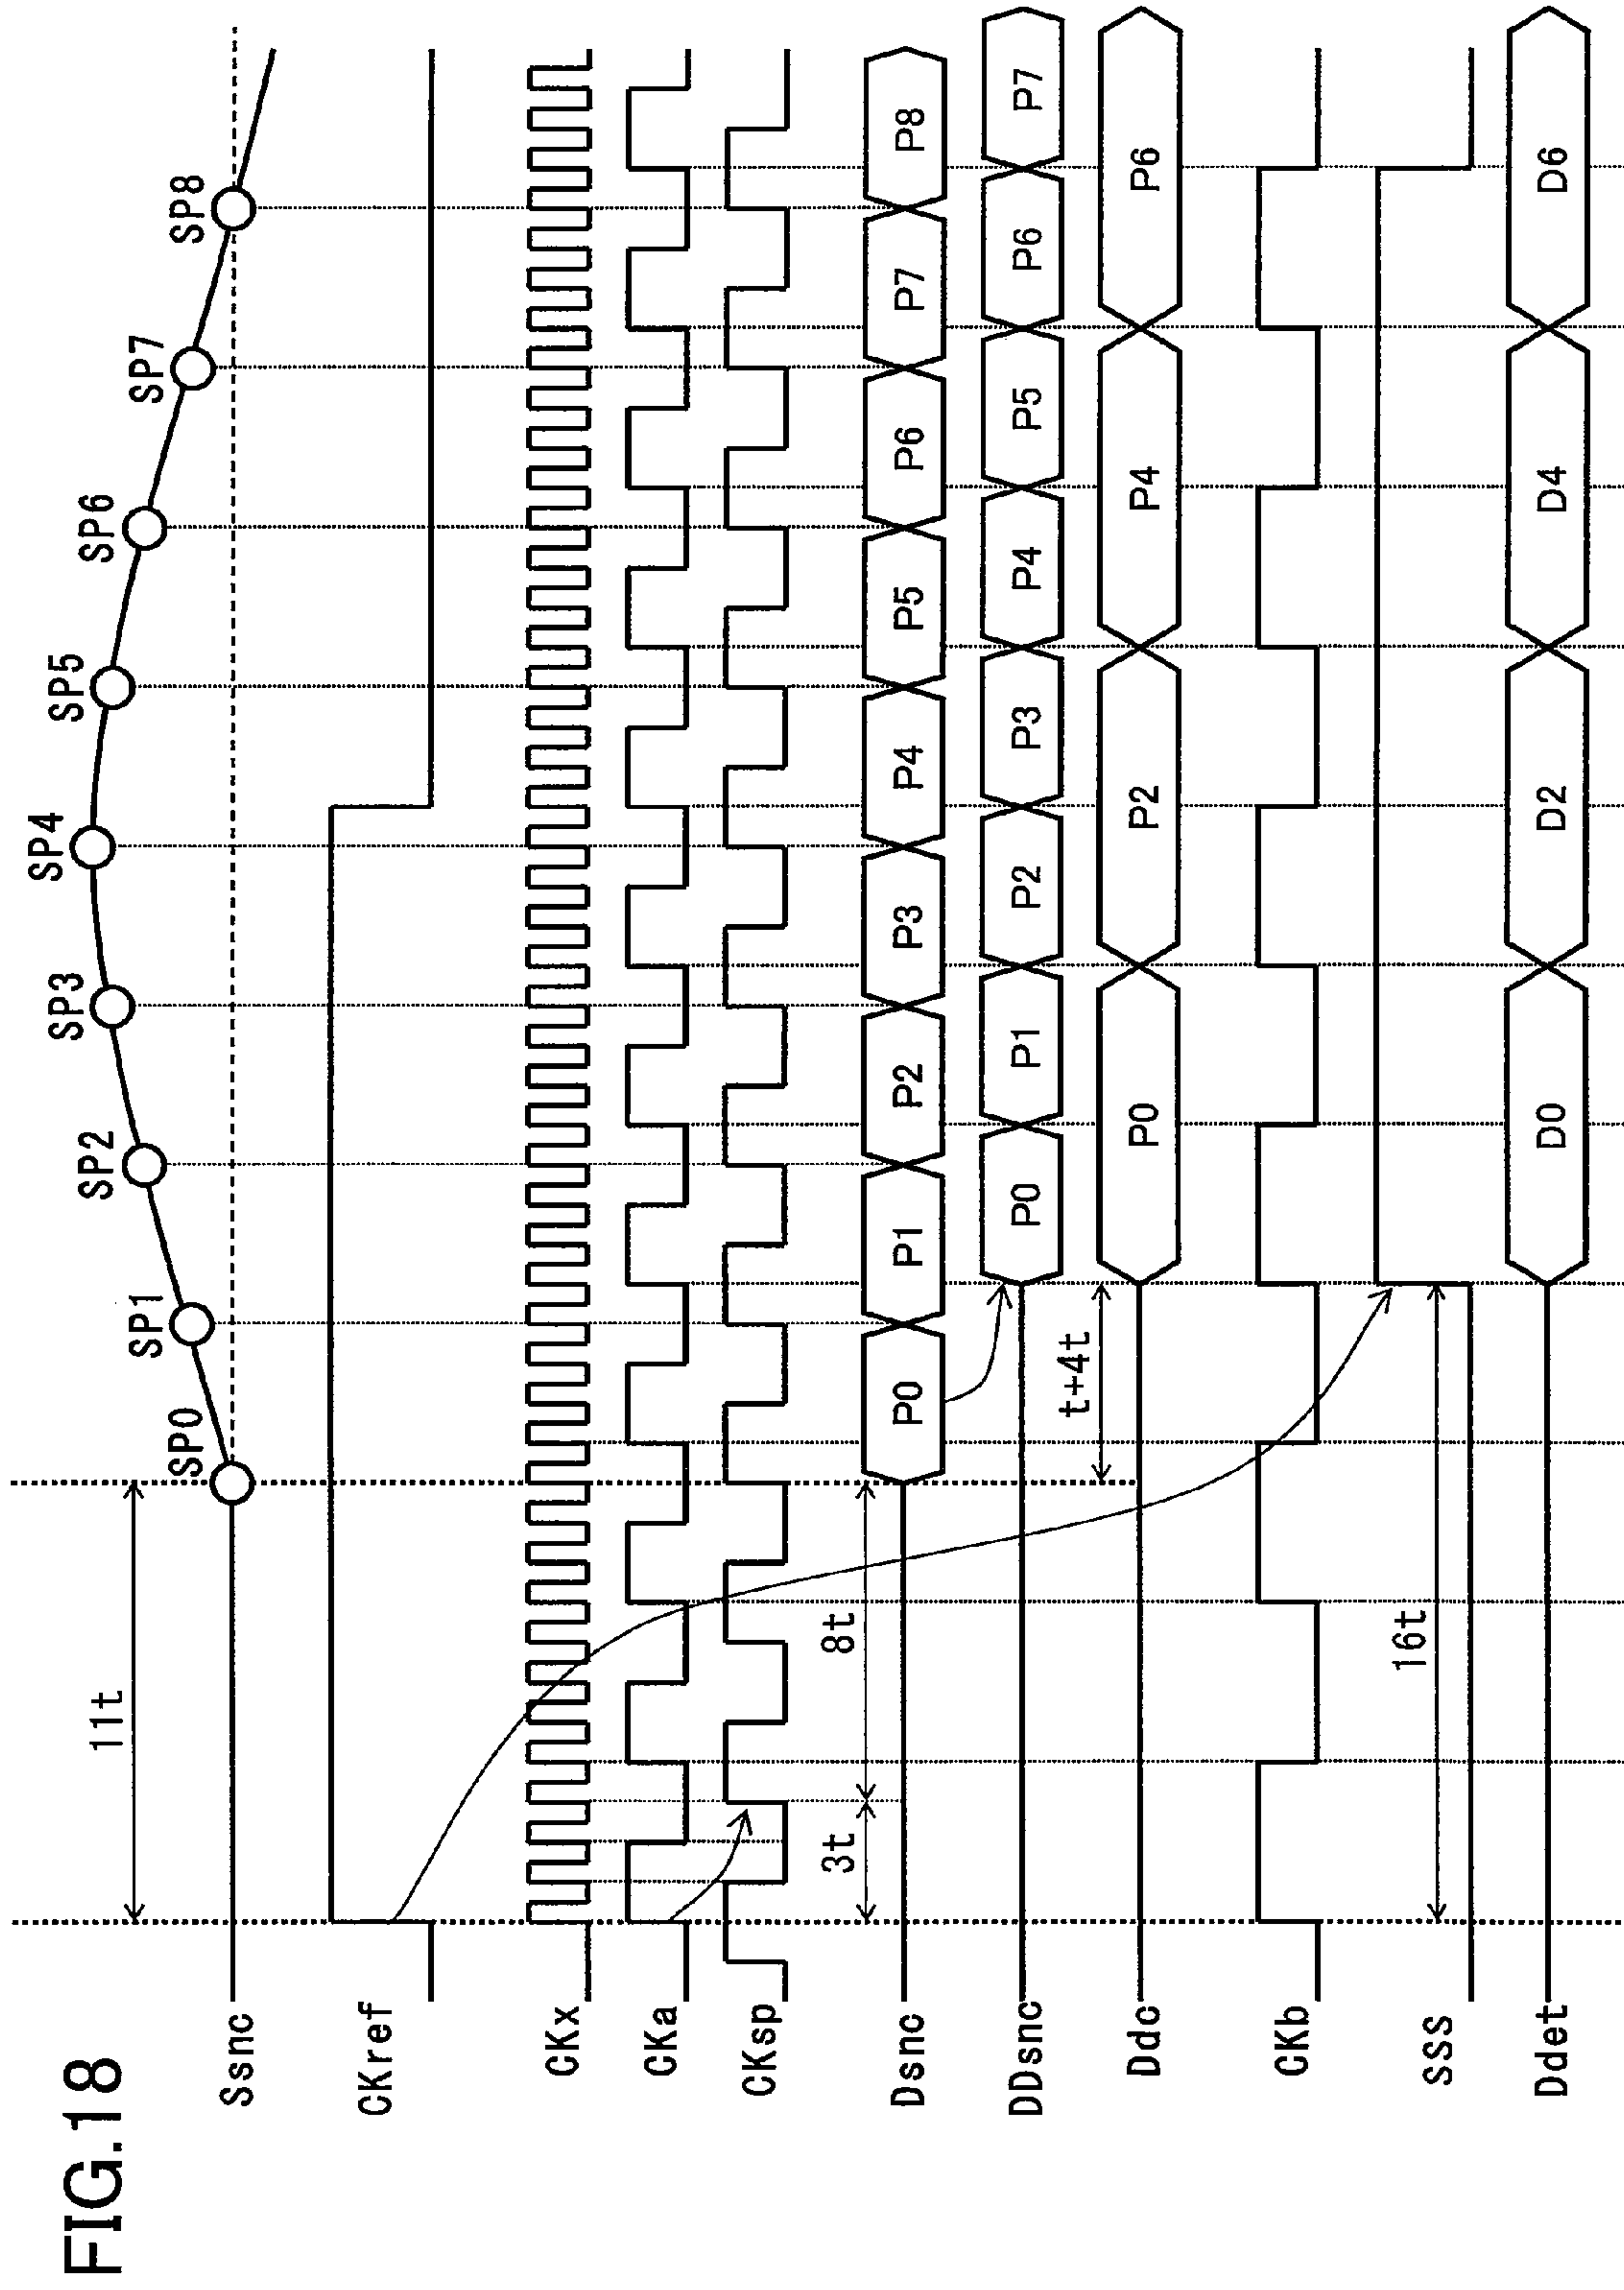 FIG.18
11t
SP0 SP1 SP2 SP3 SP4 SP5 SP6 SP7 SP8
Ssnc
CKref
CKx
CKa
CKsp
3t 8t
Dsnc P0 P1 P2 P3 P4 P5 P6 P7 P8
DDsnc P0 P1 P2 P3 P4 P5 P6 P7
t+4t
Ddc P0 P2 P4 P6
CKb
16t
SSS
Ddet D0 D2 D4 D6